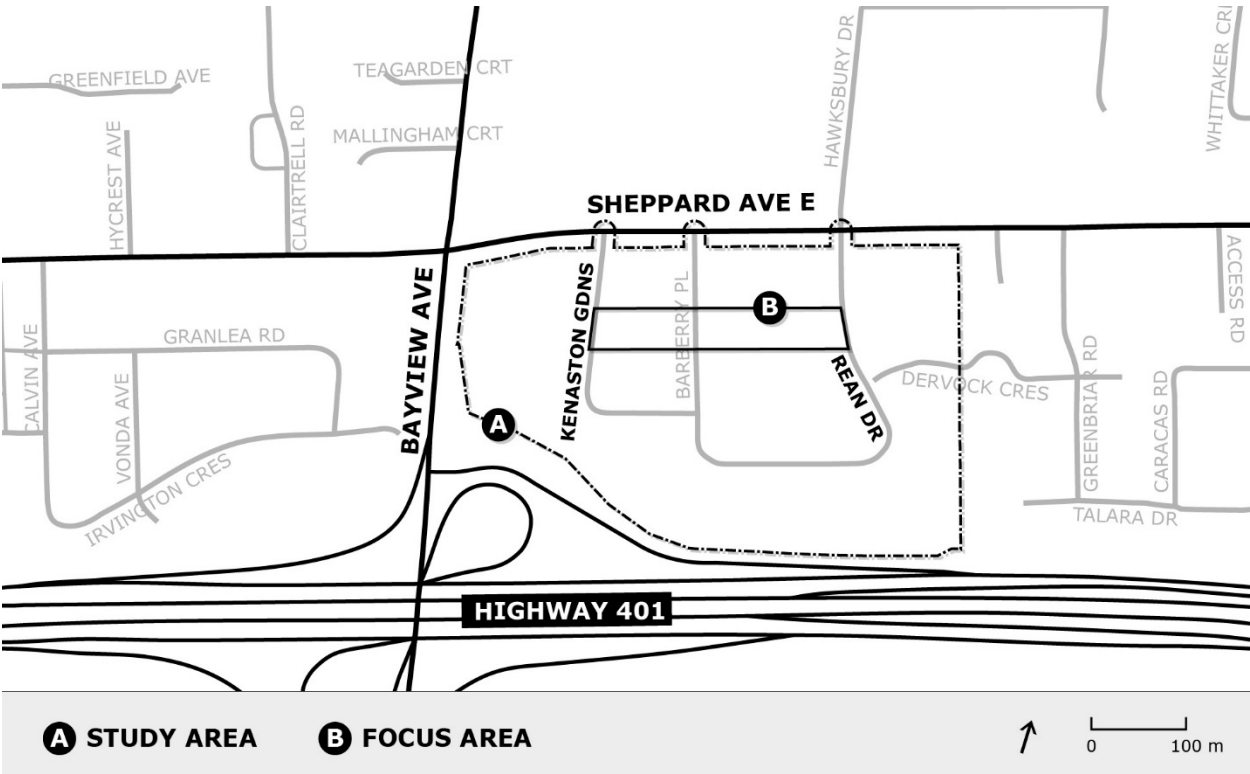 GREENFIELD AVE
TEAGARDEN CRT
MALLINGHAM CRT
HYCREST AVE
CLAIRTRELL RD
HAWKSBURY DR
WHITTAKER CRE
SHEPPARD AVE E
BAYVIEW AVE
KENASTON GDNS
BARBERRY PL
B
REAN DR
ACCESS RD
CALVIN AVE
GRANLEA RD
VONDA AVE
IRVINGTON CRES
A
DERVOCK CRES
GREENBRIAR RD
CARACAS RD
TALARA DR
HIGHWAY 401
A STUDY AREA
B FOCUS AREA
0 100 m